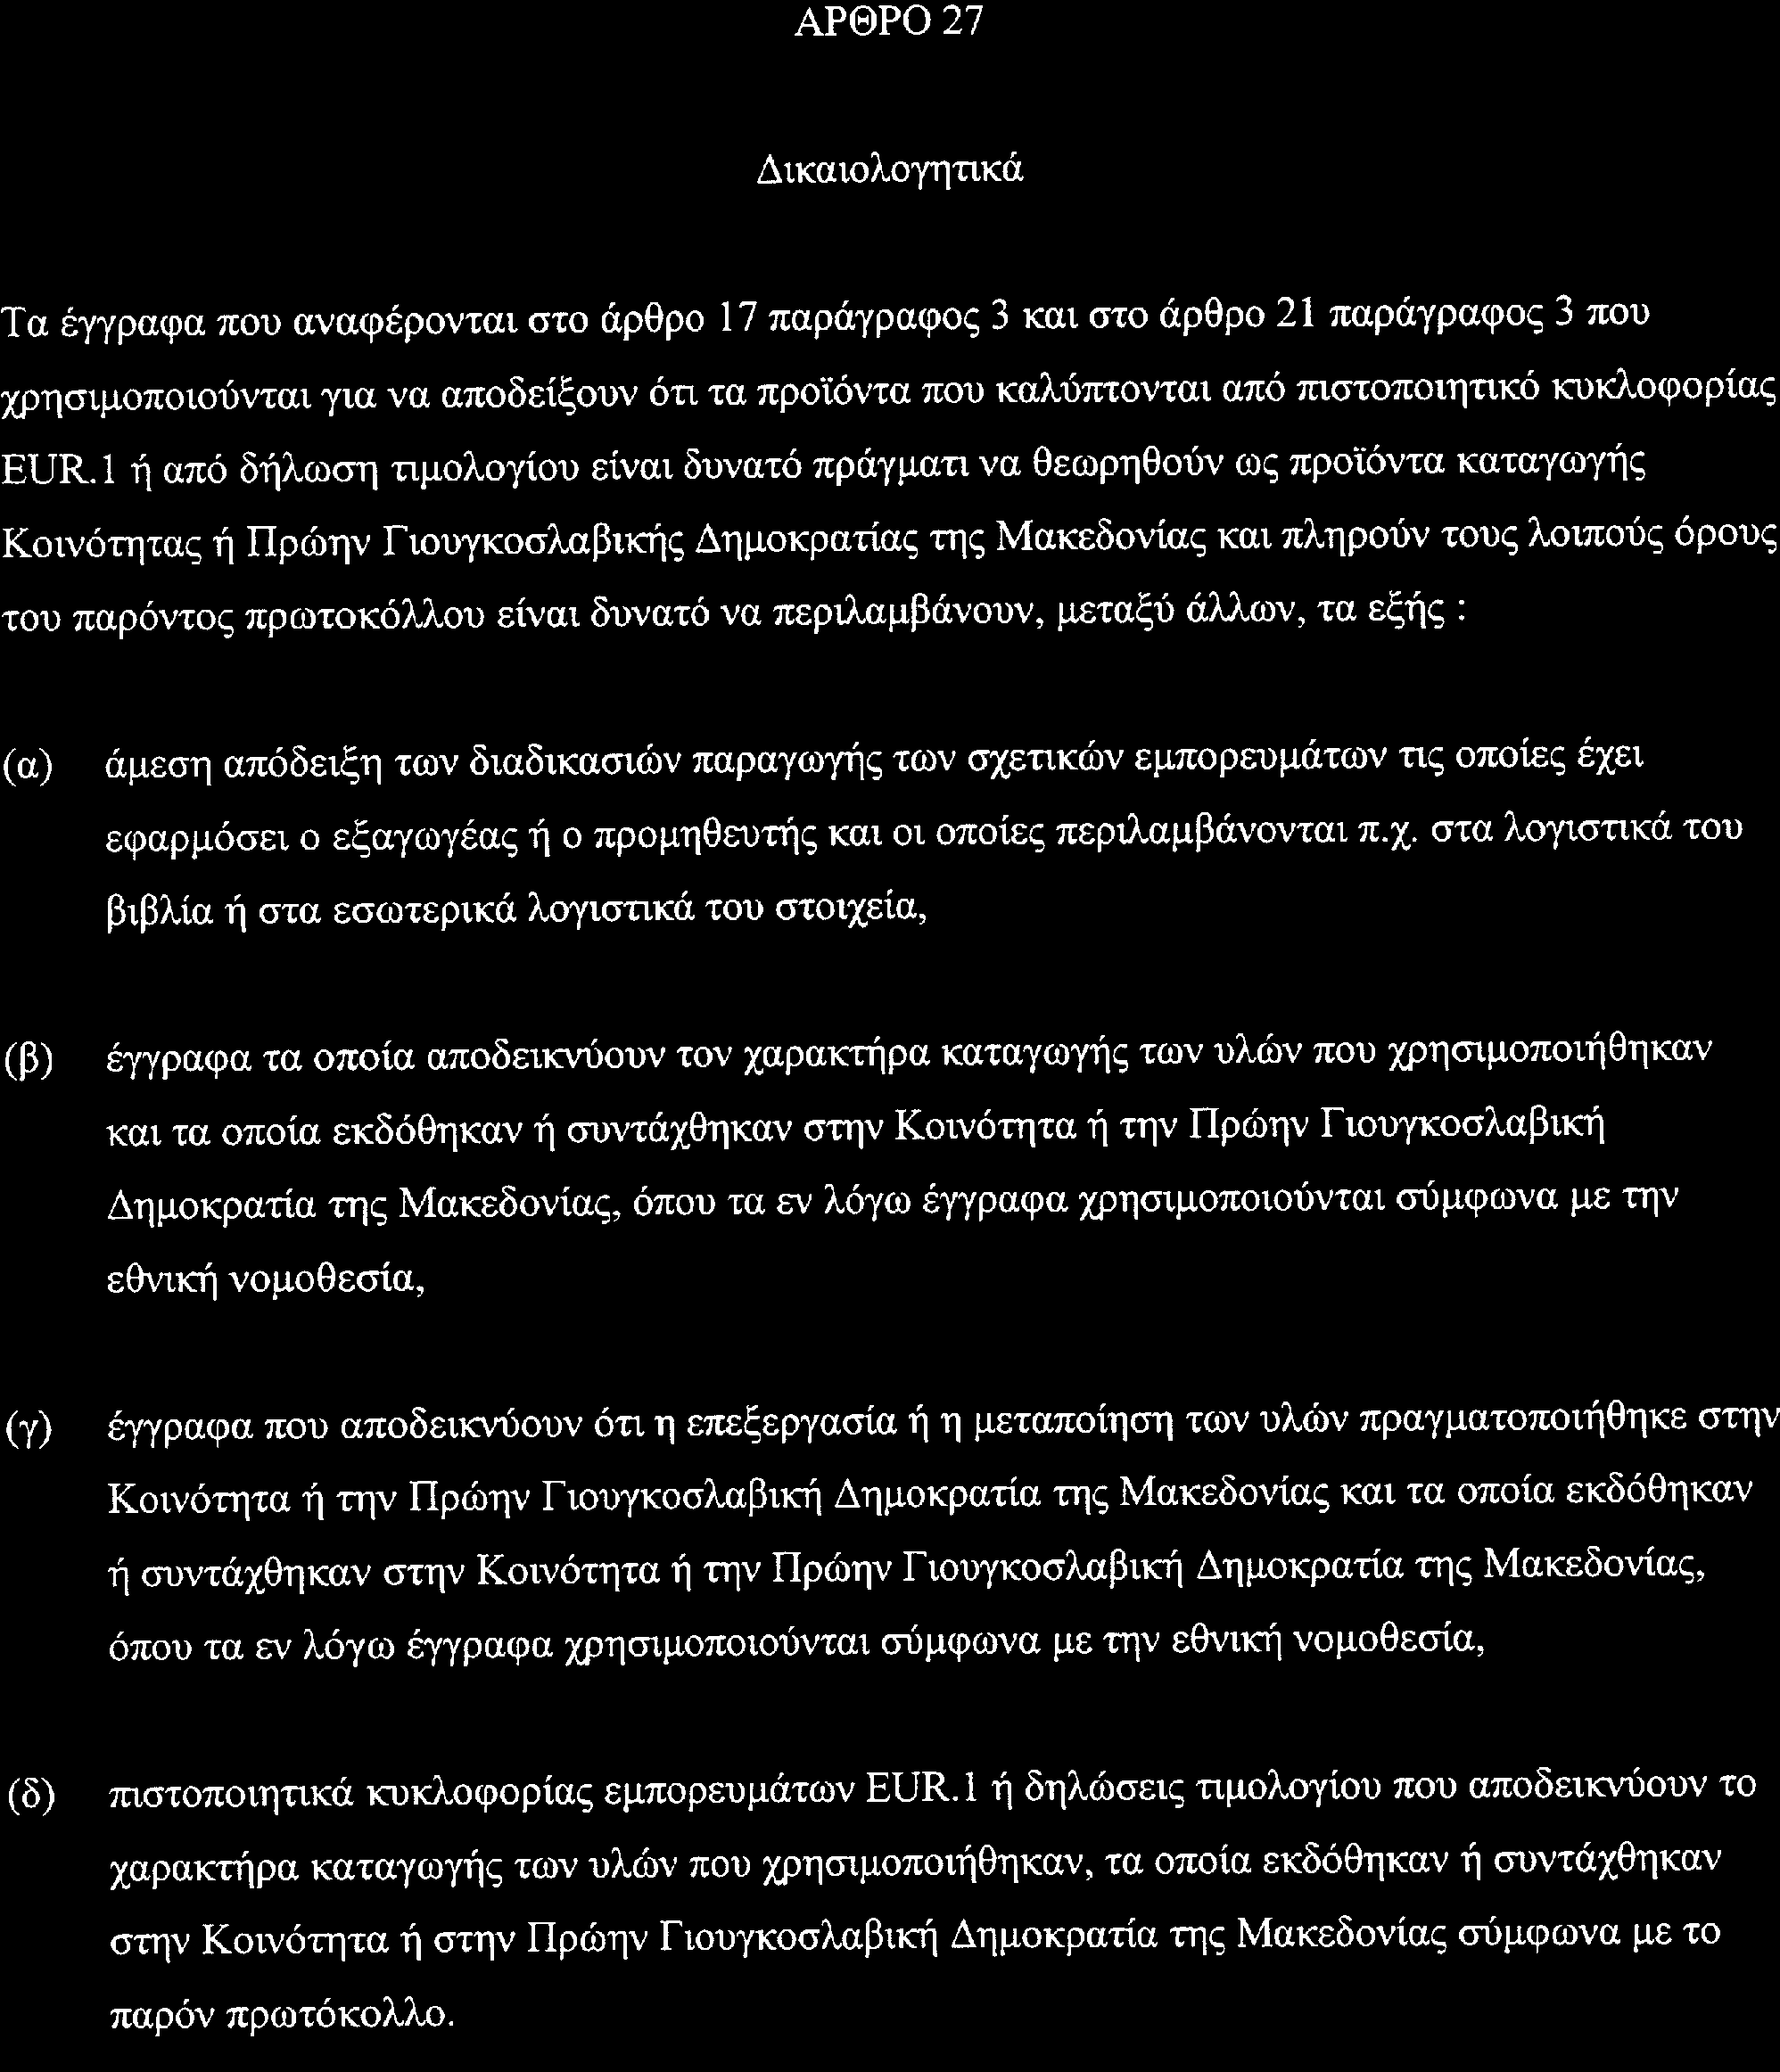 ΑΡΘΡΟ 27
Δικαιολογητικά
Τα έγγραφα που αναφέρονται στο άρθρο 17 παράγραφος 3 και στο άρθρο 21 παράγραφος 3 που
χρησιμοποιούνται για να αποδείξουν ότι τα προϊόντα που καλύπτονται από πιστοποιητικό κυκλοφορίας
EUR.1 ή από δήλωση τιμολογίου είναι δυνατό πράγματι να θεωρηθούν ως προϊόντα καταγωγής
Κοινότητας ή Πρώην Γιουγκοσλαβικής Δημοκρατίας της Μακεδονίας και πληρούν τους λοιπούς όρους
του παρόντος πρωτοκόλλου είναι δυνατό να περιλαμβάνουν, μεταξύ άλλων, τα εξής :
(α) άμεση απόδειξη των διαδικασιών παραγωγής των σχετικών εμπορευμάτων τις οποίες έχει
εφαρμόσει ο εξαγωγέας ή ο προμηθευτής και οι οποίες περιλαμβάνονται π.χ. στα λογιστικά του
βιβλία ή στα εσωτερικά λογιστικά του στοιχεία,
(β) έγγραφα τα οποία αποδεικνύουν τον χαρακτήρα καταγωγής των υλών που χρησιμοποιήθηκαν
και τα οποία εκδόθηκαν ή συντάχθηκαν στην Κοινότητα ή την Πρώην Γιουγκοσλαβική
Δημοκρατία της Μακεδονίας, όπου τα εν λόγω έγγραφα χρησιμοποιούνται σύμφωνα με την
εθνική νομοθεσία,
(γ) έγγραφα που αποδεικνύουν ότι η επεξεργασία ή η μεταποίηση των υλών πραγματοποιήθηκε στην
Κοινότητα ή την Πρώην Γιουγκοσλαβική Δημοκρατία της Μακεδονίας και τα οποία εκδόθηκαν
ή συντάχθηκαν στην Κοινότητα ή την Πρώην Γιουγκοσλαβική Δημοκρατία της Μακεδονίας,
όπου τα εν λόγω έγγραφα χρησιμοποιούνται σύμφωνα με την εθνική νομοθεσία,
(δ) πιστοποιητικά κυκλοφορίας εμπορευμάτων EUR.1 ή δηλώσεις τιμολογίου που αποδεικνύουν το
χαρακτήρα καταγωγής των υλών που χρησιμοποιήθηκαν, τα οποία εκδόθηκαν ή συντάχθηκαν
στην Κοινότητα ή στην Πρώην Γιουγκοσλαβική Δημοκρατία της Μακεδονίας σύμφωνα με το
παρόν πρωτόκολλο.